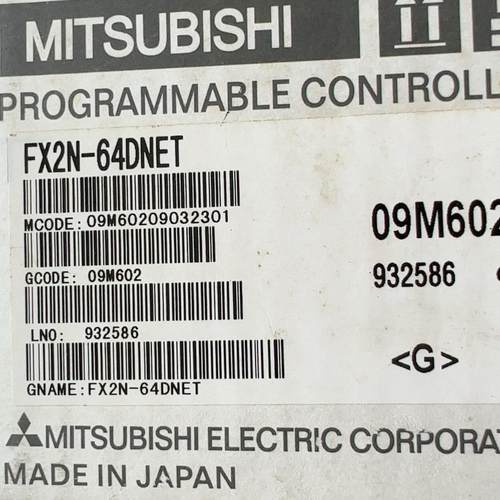 MITSUBISHI
PROGRAMMABLE CONTROLL
FX2N-64DNET
MCODE: 09M60209032301
09M602
GCODE: 09M602
932586
LNO: 932586
<G>
GNAME:FX2N-64DNET
MITSUBISHI ELECTRIC CORPORA
MADE IN JAPAN